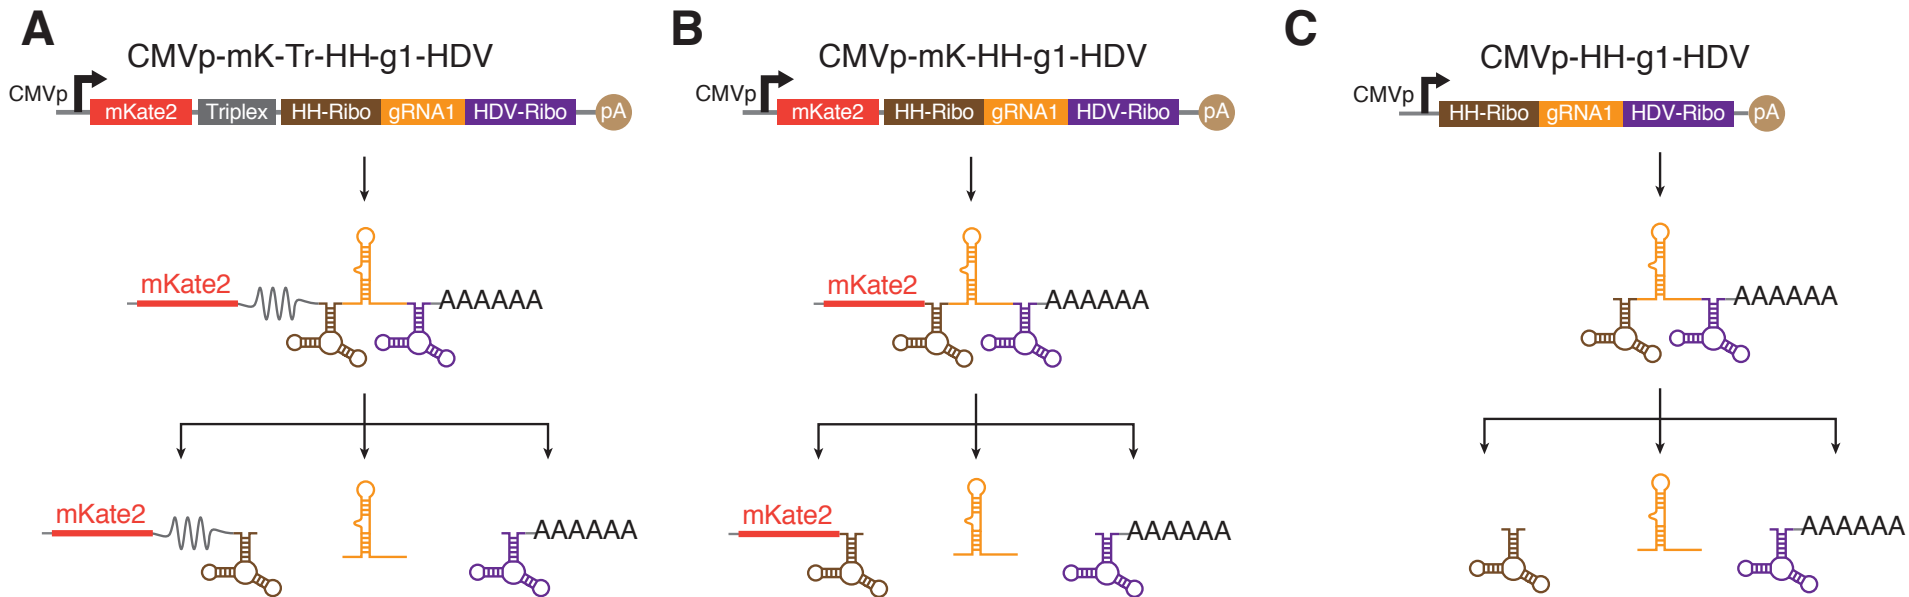 A
CMVp-mK-Tr-HH-g1-HDV
CMVp
mKate2 Triplex HH-Ribo gRNA1 HDV-Ribo pA
mKate2
AAAAAA
mKate2
AAAAAA
B
CMVp-mK-HH-g1-HDV
CMVp
mKate2 HH-Ribo gRNA1 HDV-Ribo pA
mKate2
AAAAAA
mKate2
AAAAAA
C
CMVp-HH-g1-HDV
CMVp
HH-Ribo gRNA1 HDV-Ribo pA
AAAAAA
AAAAAA